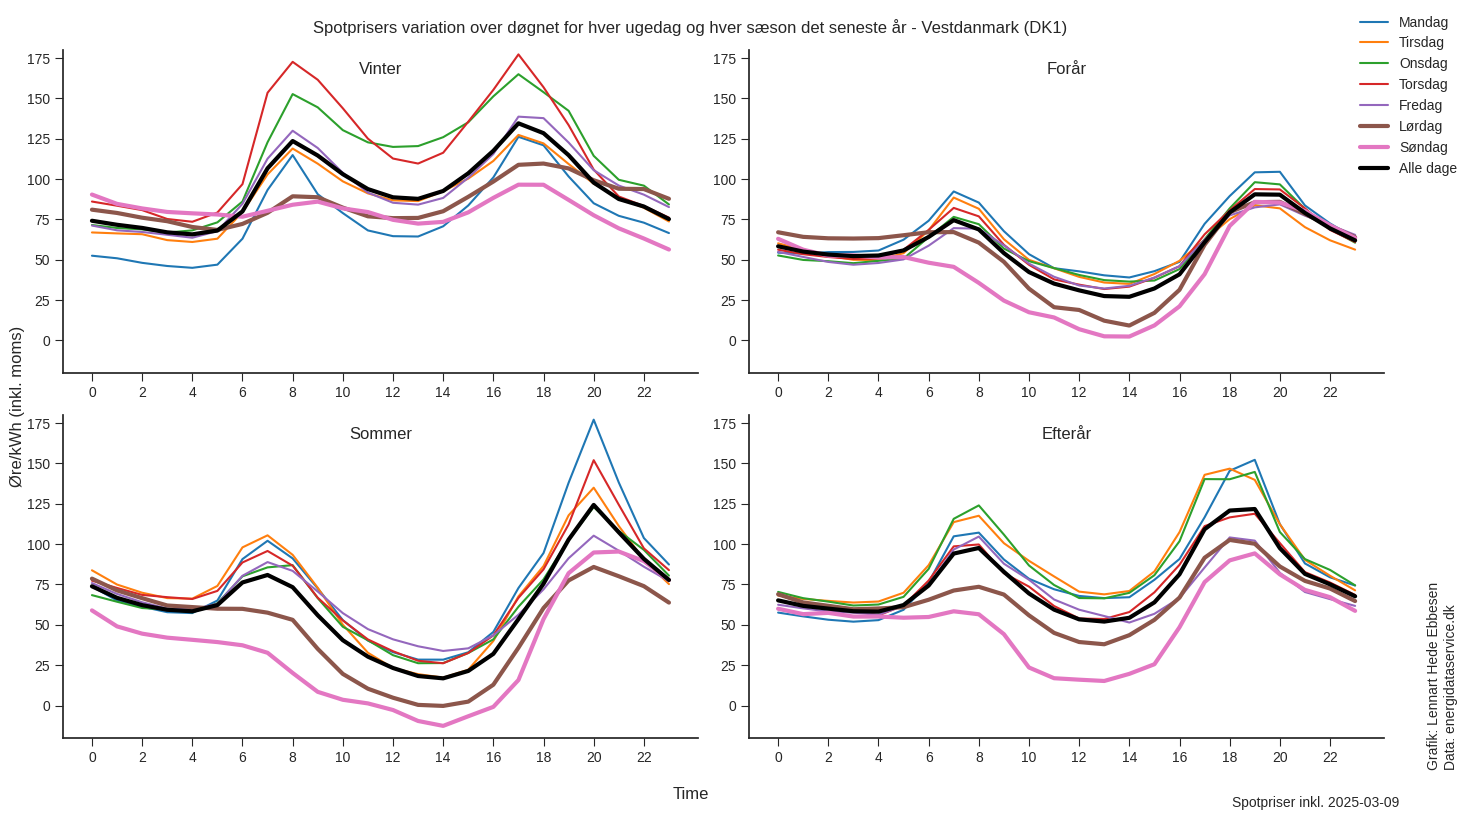 Spotprisers variation over døgnet for hver ugedag og hver sæson det seneste år - Vestdanmark (DK1)
Mandag
Tirsdag
Onsdag
Torsdag
Fredag
Lørdag
Søndag
Alle dage
Øre/kWh (inkl. moms)
Vinter
175
150
125
100
75
50
25
0
0 2 4 6 8 10 12 14 16 18 20 22
Forår
175
150
125
100
75
50
25
0
0 2 4 6 8 10 12 14 16 18 20 22
Sommer
175
150
125
100
75
50
25
0
0 2 4 6 8 10 12 14 16 18 20 22
Efterår
175
150
125
100
75
50
25
0
0 2 4 6 8 10 12 14 16 18 20 22
Time
Grafik: Lennart Hede Ebbesen
Data: energidataservice.dk
Spotpriser inkl. 2025-03-09